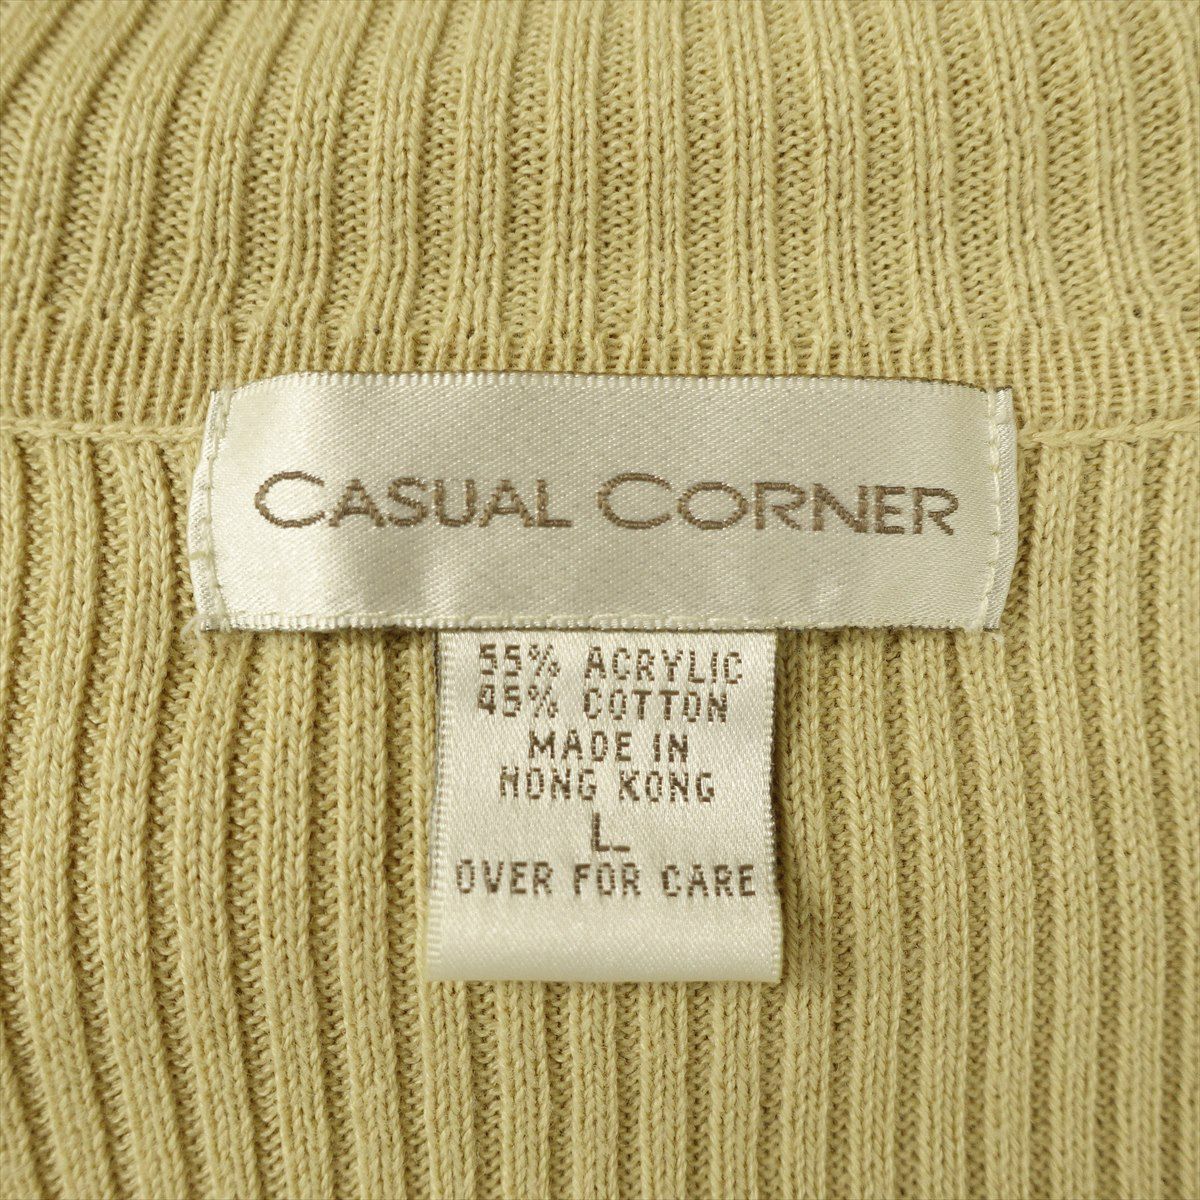 CASUAL CORNER
55% ACRYLIC
45% COTTON
MADE IN
HONG KONG
L
OVER FOR CARE